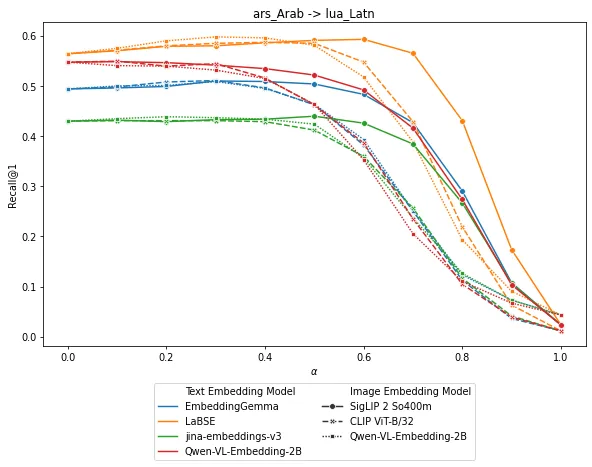 ars_Arab -> lua_Latn
Recall@1
0.6
0.5
0.4
0.3
0.2
0.1
0.0
0.0 0.2 0.4 0.6 0.8 1.0
α
Text Embedding Model Image Embedding Model
EmbeddingGemma SigLIP 2 So400m
LaBSE CLIP ViT-B/32
jina-embeddings-v3 Qwen-VL-Embedding-2B
Qwen-VL-Embedding-2B